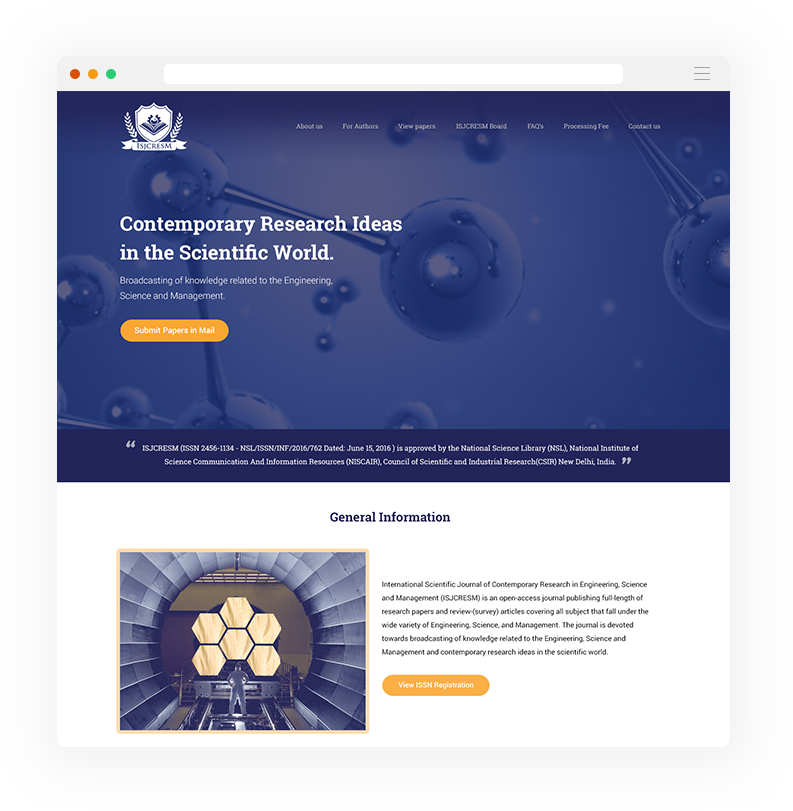 ISJCRESM
About us
For Authors
View papers
ISJCRESM Board
FAQ's
Processing Fee
Contact us
Contemporary Research Ideas
in the Scientific World.
Broadcasting of knowledge related to the Engineering,
Science and Management.
Submit Papers in Mail
“ ISJCRESM (ISSN 2456-1134 - NSL/ISSN/INF/2016/762 Dated: June 15, 2016 ) is approved by the National Science Library (NSL), National Institute of
Science Communication And Information Resources (NISCAIR), Council of Scientific and Industrial Research(CSIR) New Delhi, India. ”
General Information
International Scientific Journal of Contemporary Research in Engineering, Science
and Management (ISJCRESM) is an open-access journal publishing full-length of
research papers and review-(survey) articles covering all subject that fall under the
wide variety of Engineering, Science, and Management. The journal is devoted
towards broadcasting of knowledge related to the Engineering, Science and
Management and contemporary research ideas in the scientific world.
View ISSN Registration